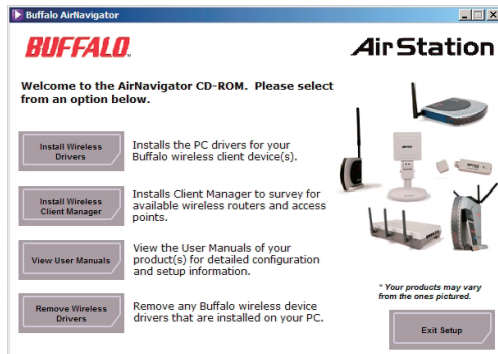 Buffalo AirNavigator
BUFFALO
AirStation
Welcome to the AirNavigator CD-ROM. Please select
from an option below.
Install Wireless
Drivers
Installs the PC drivers for your
Buffalo wireless client device(s).
Install Wireless
Client Manager
Installs Client Manager to survey for
available wireless routers and access
points.
View User Manuals
View the User Manuals of your
product(s) for detailed configuration
and setup information.
Remove Wireless
Drivers
Remove any Buffalo wireless device
drivers that are installed on your PC.
* Your products may vary
from the ones pictured.
Exit Setup